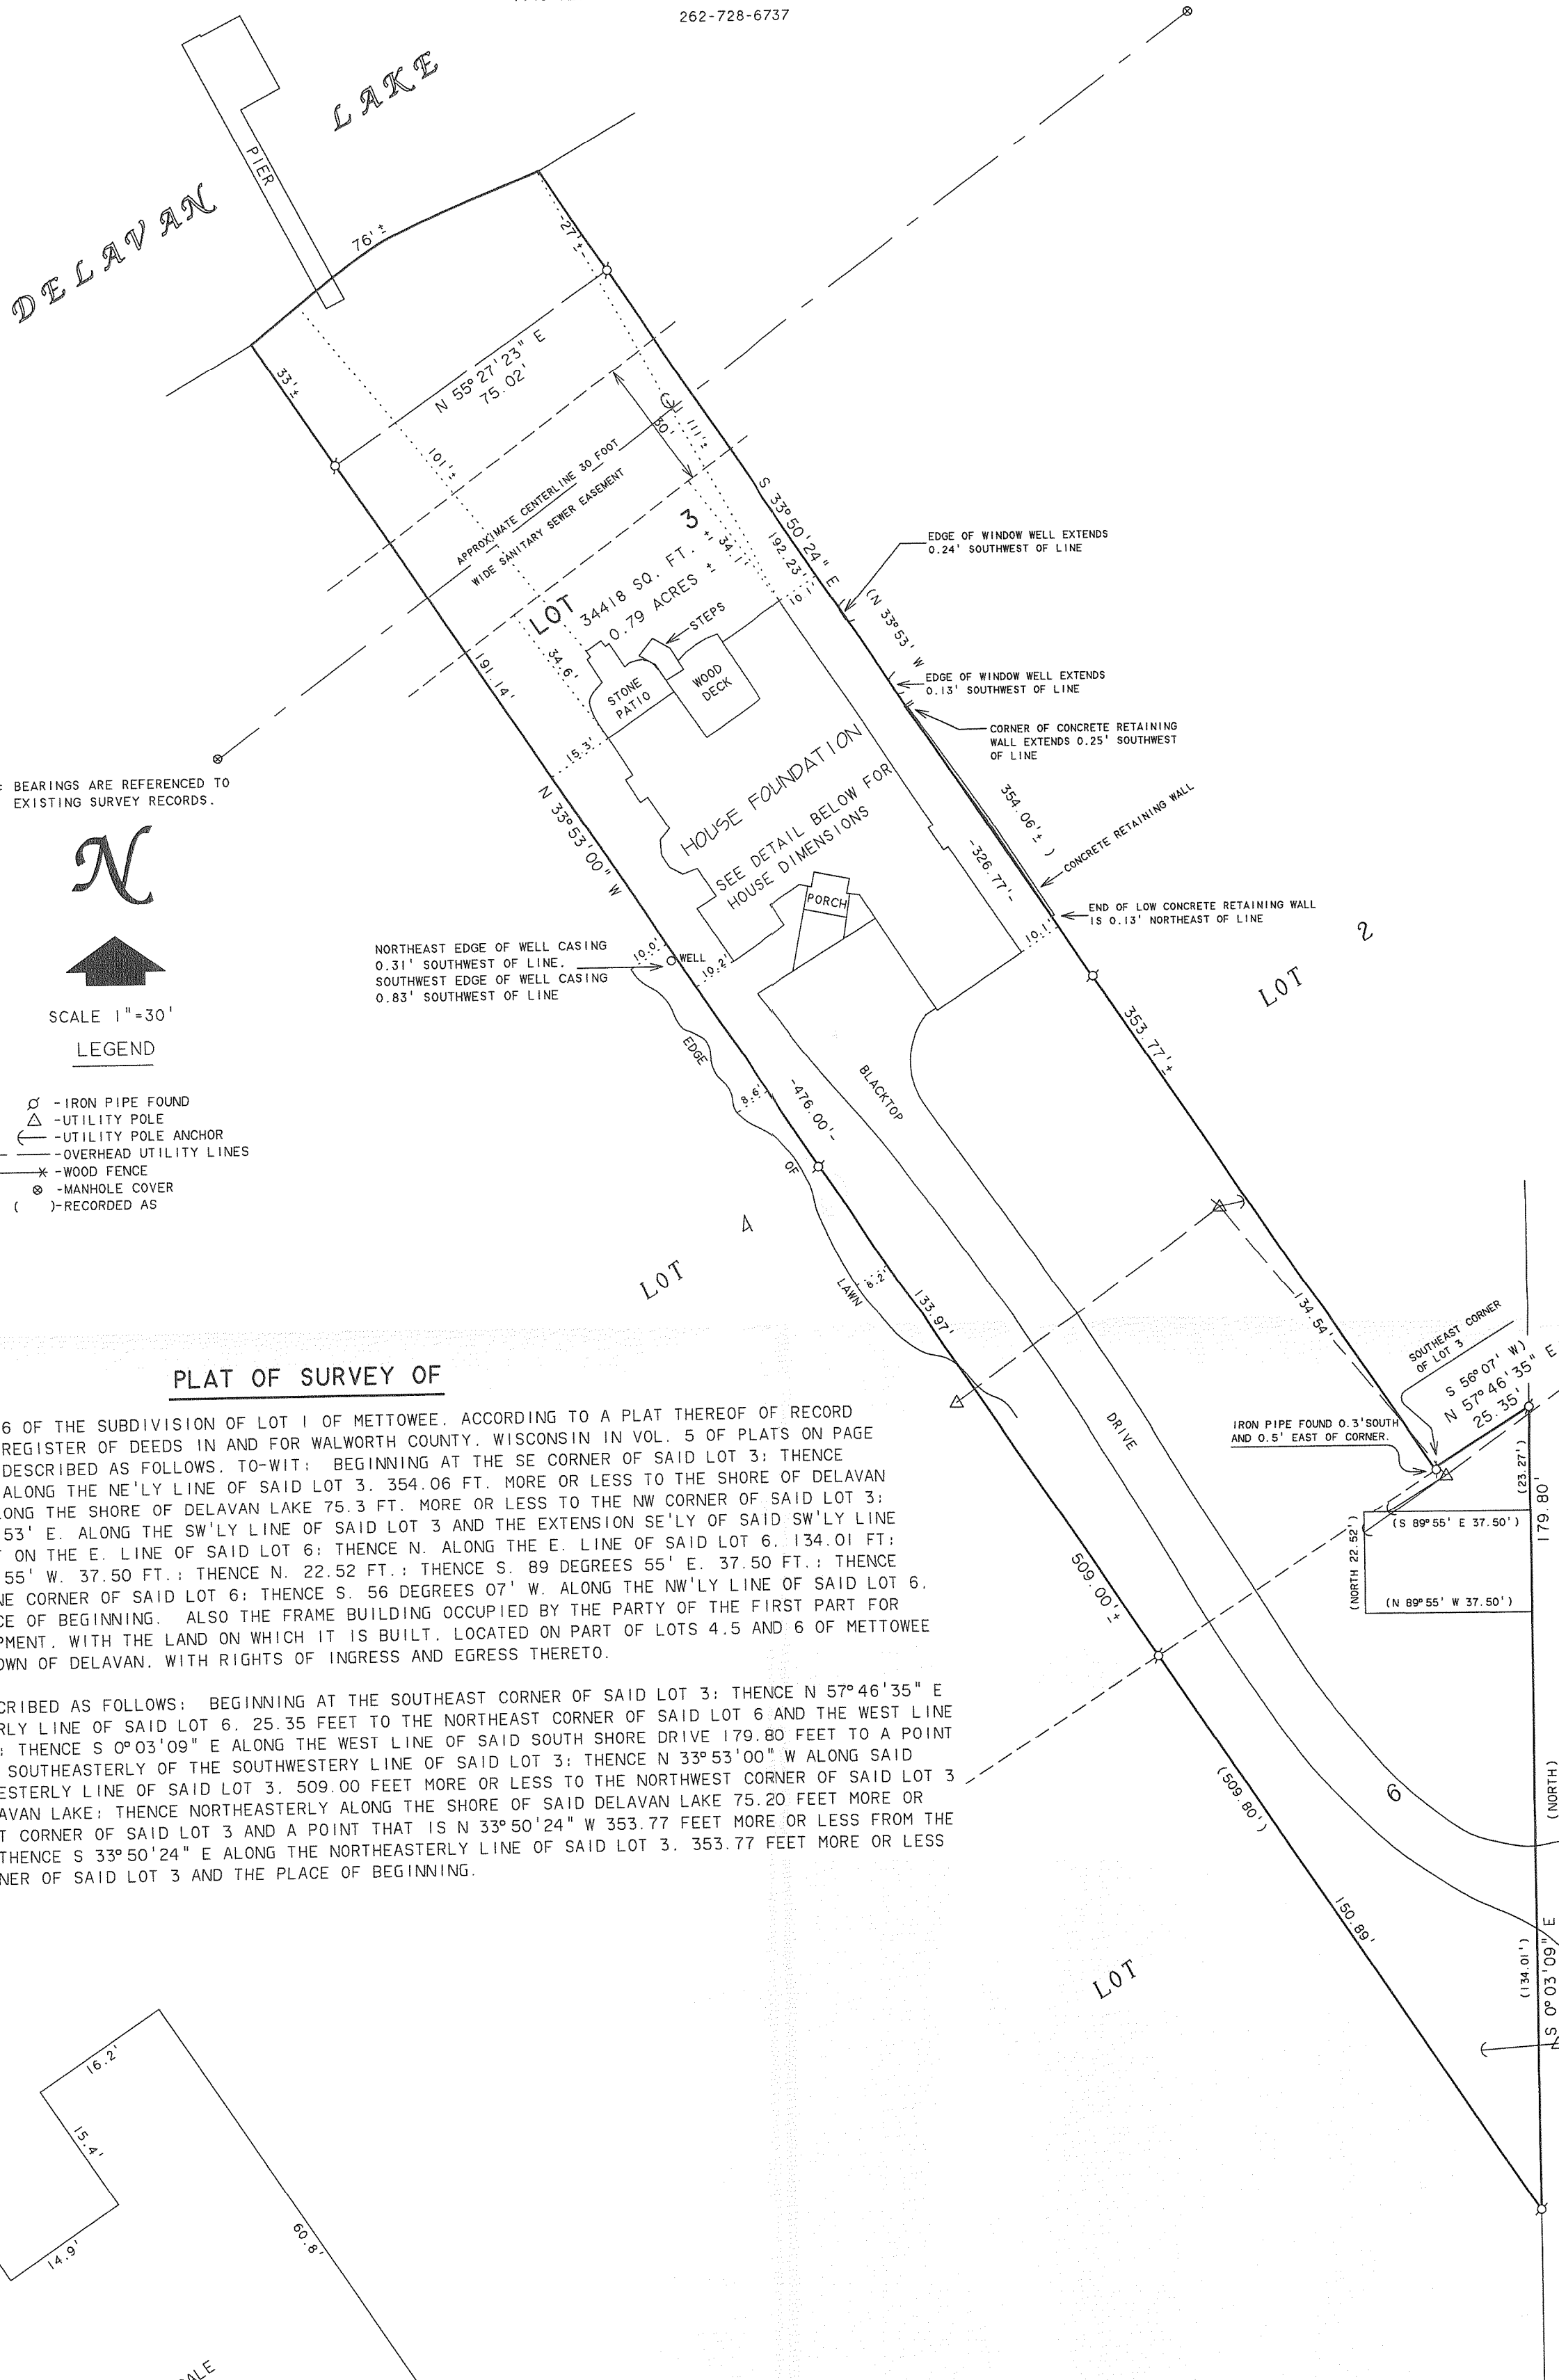 262-728-6737
DELAVAN LAKE
PIER
76'±
27'±
33'±
N 55°27'23" E
75.02'
101'±
30'
111'±
APPROXIMATE CENTERLINE 30 FOOT
WIDE SANITARY SEWER EASEMENT
S 33°50'24" E
192.23'
(N 33°53' W
354.06'± )
LOT 3
34418 SQ. FT. ±
0.79 ACRES ±
34.1'
10.1'
EDGE OF WINDOW WELL EXTENDS
0.24' SOUTHWEST OF LINE
STEPS
34.6'
191.14'
STONE
PATIO
WOOD
DECK
15.3'
EDGE OF WINDOW WELL EXTENDS
0.13' SOUTHWEST OF LINE
CORNER OF CONCRETE RETAINING
WALL EXTENDS 0.25' SOUTHWEST
OF LINE
: BEARINGS ARE REFERENCED TO
EXISTING SURVEY RECORDS.
N
SCALE 1"=30'
LEGEND
-IRON PIPE FOUND
-UTILITY POLE
-UTILITY POLE ANCHOR
-OVERHEAD UTILITY LINES
-WOOD FENCE
-MANHOLE COVER
( )-RECORDED AS
N 33°53'00" W
HOUSE FOUNDATION
SEE DETAIL BELOW FOR
HOUSE DIMENSIONS
-326.77'-
CONCRETE RETAINING WALL
PORCH
END OF LOW CONCRETE RETAINING WALL
IS 0.13' NORTHEAST OF LINE
10.1'
NORTHEAST EDGE OF WELL CASING
0.31' SOUTHWEST OF LINE.
SOUTHWEST EDGE OF WELL CASING
0.83' SOUTHWEST OF LINE
10.0'
WELL
10.2'
LOT 2
353.77'±
EDGE OF LAWN
8.6'
-476.00'-
BLACKTOP
DRIVE
LOT 4
8.2'
133.97'
134.54'
SOUTHEAST CORNER
OF LOT 3
S 56°07' W)
N 57°46'35" E
25.35'
IRON PIPE FOUND 0.3'SOUTH
AND 0.5' EAST OF CORNER.
(23.27')
179.80'
(S 89°55' E 37.50')
(NORTH 22.52')
(N 89°55' W 37.50')
509.00'±
(509.80')
150.89'
6
(NORTH)
(134.01')
S 0°03'09" E
LOT
PLAT OF SURVEY OF
6 OF THE SUBDIVISION OF LOT 1 OF METTOWEE, ACCORDING TO A PLAT THEREOF OF RECORD
REGISTER OF DEEDS IN AND FOR WALWORTH COUNTY, WISCONSIN IN VOL. 5 OF PLATS ON PAGE
DESCRIBED AS FOLLOWS, TO-WIT: BEGINNING AT THE SE CORNER OF SAID LOT 3; THENCE
ALONG THE NE'LY LINE OF SAID LOT 3, 354.06 FT. MORE OR LESS TO THE SHORE OF DELAVAN
ONG THE SHORE OF DELAVAN LAKE 75.3 FT. MORE OR LESS TO THE NW CORNER OF SAID LOT 3;
53' E. ALONG THE SW'LY LINE OF SAID LOT 3 AND THE EXTENSION SE'LY OF SAID SW'LY LINE
T ON THE E. LINE OF SAID LOT 6; THENCE N. ALONG THE E. LINE OF SAID LOT 6, 134.01 FT;
55' W. 37.50 FT.; THENCE N. 22.52 FT.; THENCE S. 89 DEGREES 55' E. 37.50 FT.; THENCE
NE CORNER OF SAID LOT 6; THENCE S. 56 DEGREES 07' W. ALONG THE NW'LY LINE OF SAID LOT 6,
CE OF BEGINNING. ALSO THE FRAME BUILDING OCCUPIED BY THE PARTY OF THE FIRST PART FOR
PMENT, WITH THE LAND ON WHICH IT IS BUILT, LOCATED ON PART OF LOTS 4,5 AND 6 OF METTOWEE
OWN OF DELAVAN, WITH RIGHTS OF INGRESS AND EGRESS THERETO.
CRIBED AS FOLLOWS: BEGINNING AT THE SOUTHEAST CORNER OF SAID LOT 3; THENCE N 57°46'35" E
RLY LINE OF SAID LOT 6, 25.35 FEET TO THE NORTHEAST CORNER OF SAID LOT 6 AND THE WEST LINE
; THENCE S 0°03'09" E ALONG THE WEST LINE OF SAID SOUTH SHORE DRIVE 179.80 FEET TO A POINT
SOUTHEASTERLY OF THE SOUTHWESTERY LINE OF SAID LOT 3; THENCE N 33°53'00" W ALONG SAID
ESTERLY LINE OF SAID LOT 3, 509.00 FEET MORE OR LESS TO THE NORTHWEST CORNER OF SAID LOT 3
AVAN LAKE; THENCE NORTHEASTERLY ALONG THE SHORE OF SAID DELAVAN LAKE 75.20 FEET MORE OR
T CORNER OF SAID LOT 3 AND A POINT THAT IS N 33°50'24" W 353.77 FEET MORE OR LESS FROM THE
THENCE S 33°50'24" E ALONG THE NORTHEASTERLY LINE OF SAID LOT 3, 353.77 FEET MORE OR LESS
NER OF SAID LOT 3 AND THE PLACE OF BEGINNING.
16.2'
15.4'
14.9'
60.8'